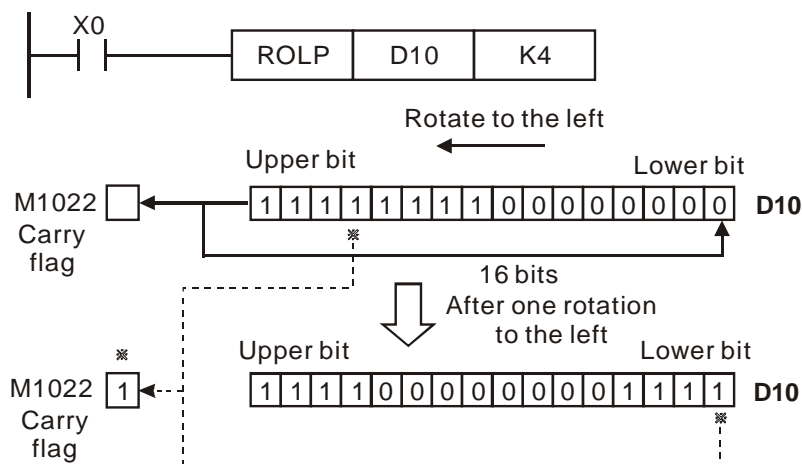 X0
ROLP D10 K4
Rotate to the left
Upper bit Lower bit
M1022 1 1 1 1 1 1 1 1 0 0 0 0 0 0 0 0 D10
Carry
flag
※
16 bits
After one rotation
to the left
※
Upper bit Lower bit
M1022 1 1 1 1 1 0 0 0 0 0 0 0 0 1 1 1 1 D10
Carry
flag
※